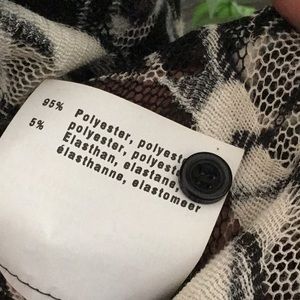 95% Polyester, polyest
polyester, polyeste
5% Elasthan, elastane
élasthanne, elastomeer